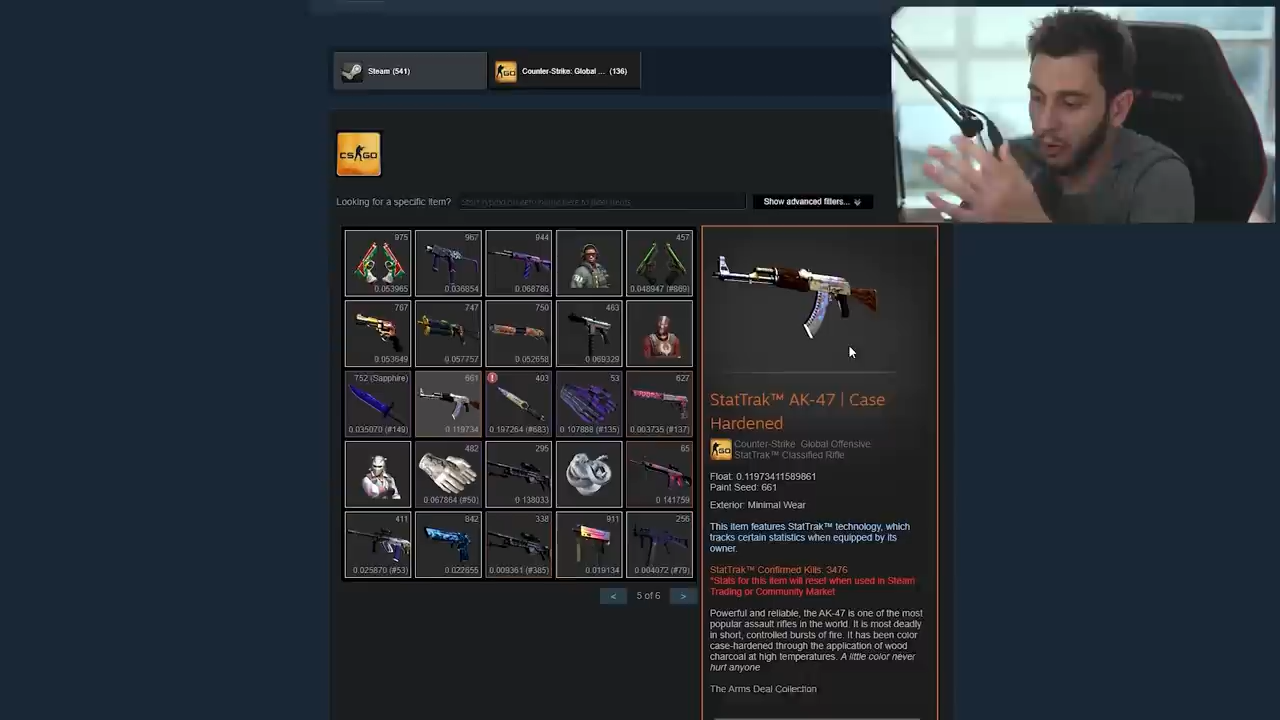 Steam (541)
Counter-Strike: Global ... (136)
CS GO
Looking for a specific item?
Show advanced filters...
975
0.053965
967
0.036854
944
0.068786
457
0.048947 (#869)
767
0.053649
747
0.057757
750
0.052658
463
0.069329
752 (Sapphire)
0.035070 (#149)
661
0.119734
403
0.197264 (#683)
53
0.107868 (#135)
627
0.003735 (#137)
482
0.067864 (#50)
295
0.138033
65
0.141759
411
0.025870 (#53)
842
0.022655
338
0.009361 (#385)
911
0.019134
256
0.004072 (#79)
<
5 of 6
>
StatTrak™ AK-47 | Case
Hardened
Counter-Strike: Global Offensive
StatTrak™ Classified Rifle
Float: 0.11973411589861
Paint Seed: 661
Exterior: Minimal Wear
This item features StatTrak™ technology, which
tracks certain statistics when equipped by its
owner.
StatTrak™ Confirmed Kills: 3476
*Stats for this item will reset when used in Steam
Trading or Community Market
Powerful and reliable, the AK-47 is one of the most
popular assault rifles in the world. It is most deadly
in short, controlled bursts of fire. It has been color
case-hardened through the application of wood
charcoal at high temperatures. A little color never
hurt anyone
The Arms Deal Collection